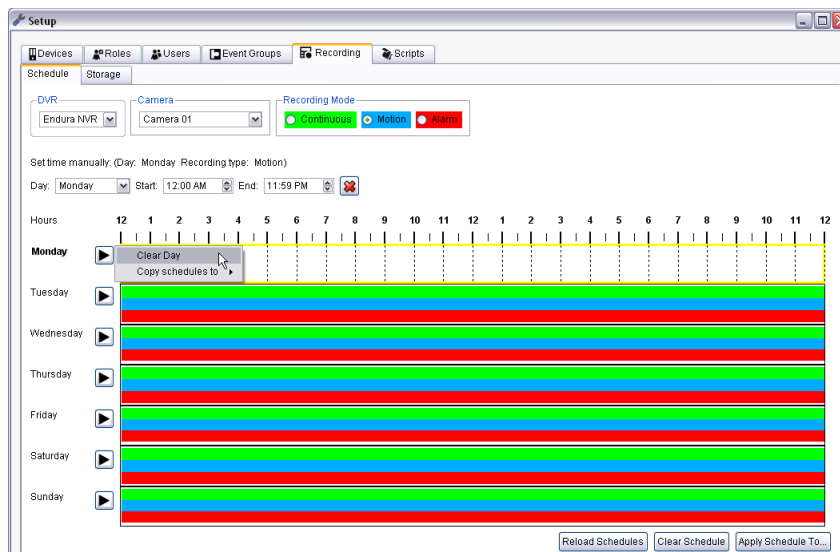 Setup
Devices Roles Users Event Groups Recording Scripts
Schedule Storage
DVR Camera Recording Mode
Endura NVR Camera 01 Continuous Motion Alarm
Set time manually: (Day: Monday Recording type: Motion)
Day: Monday Start: 12:00 AM End: 11:59 PM
Hours 12 1 2 3 4 5 6 7 8 9 10 11 12 1 2 3 4 5 6 7 8 9 10 11 12
Monday Clear Day
Copy schedules to
Tuesday
Wednesday
Thursday
Friday
Saturday
Sunday
Reload Schedules Clear Schedule Apply Schedule To...